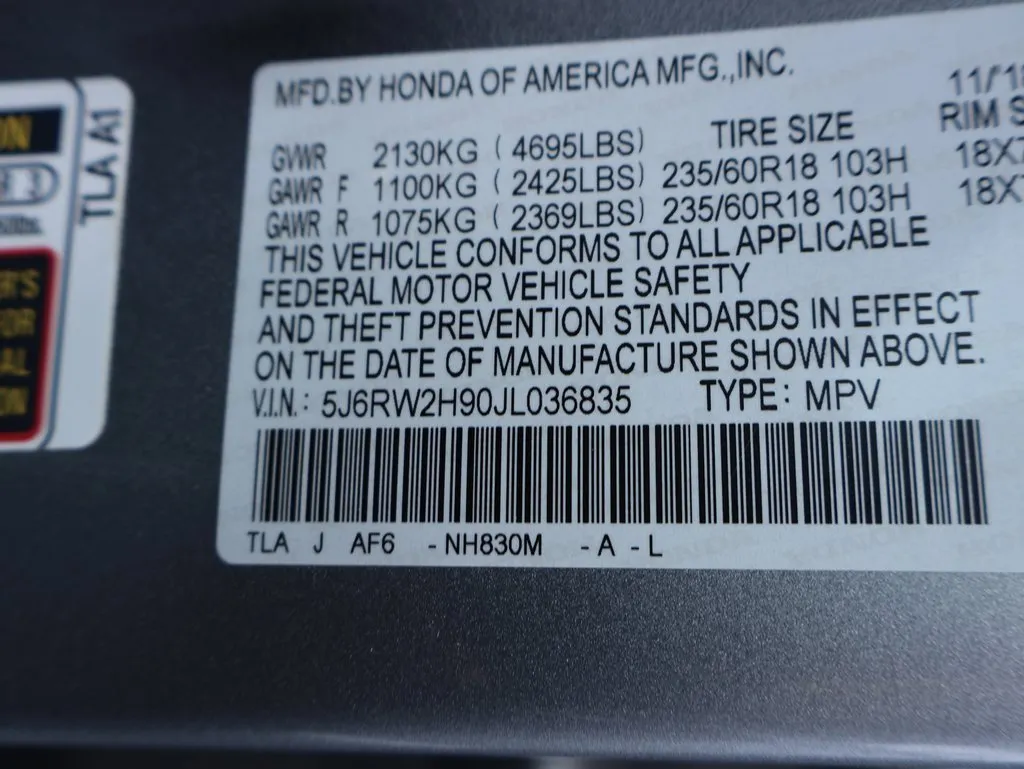 MFD.BY HONDA OF AMERICA MFG.,INC.
GVWR 2130KG ( 4695LBS) TIRE SIZE RIM
GAWR F 1100KG ( 2425LBS) 235/60R18 103H
GAWR R 1075KG ( 2369LBS) 235/60R18 103H
THIS VEHICLE CONFORMS TO ALL APPLICABLE
FEDERAL MOTOR VEHICLE SAFETY
AND THEFT PREVENTION STANDARDS IN EFFECT
ON THE DATE OF MANUFACTURE SHOWN ABOVE.
V.I.N.: 5J6RW2H90JL036835 TYPE: MPV
TLA J AF6 -NH830M -A -L
TLA A1